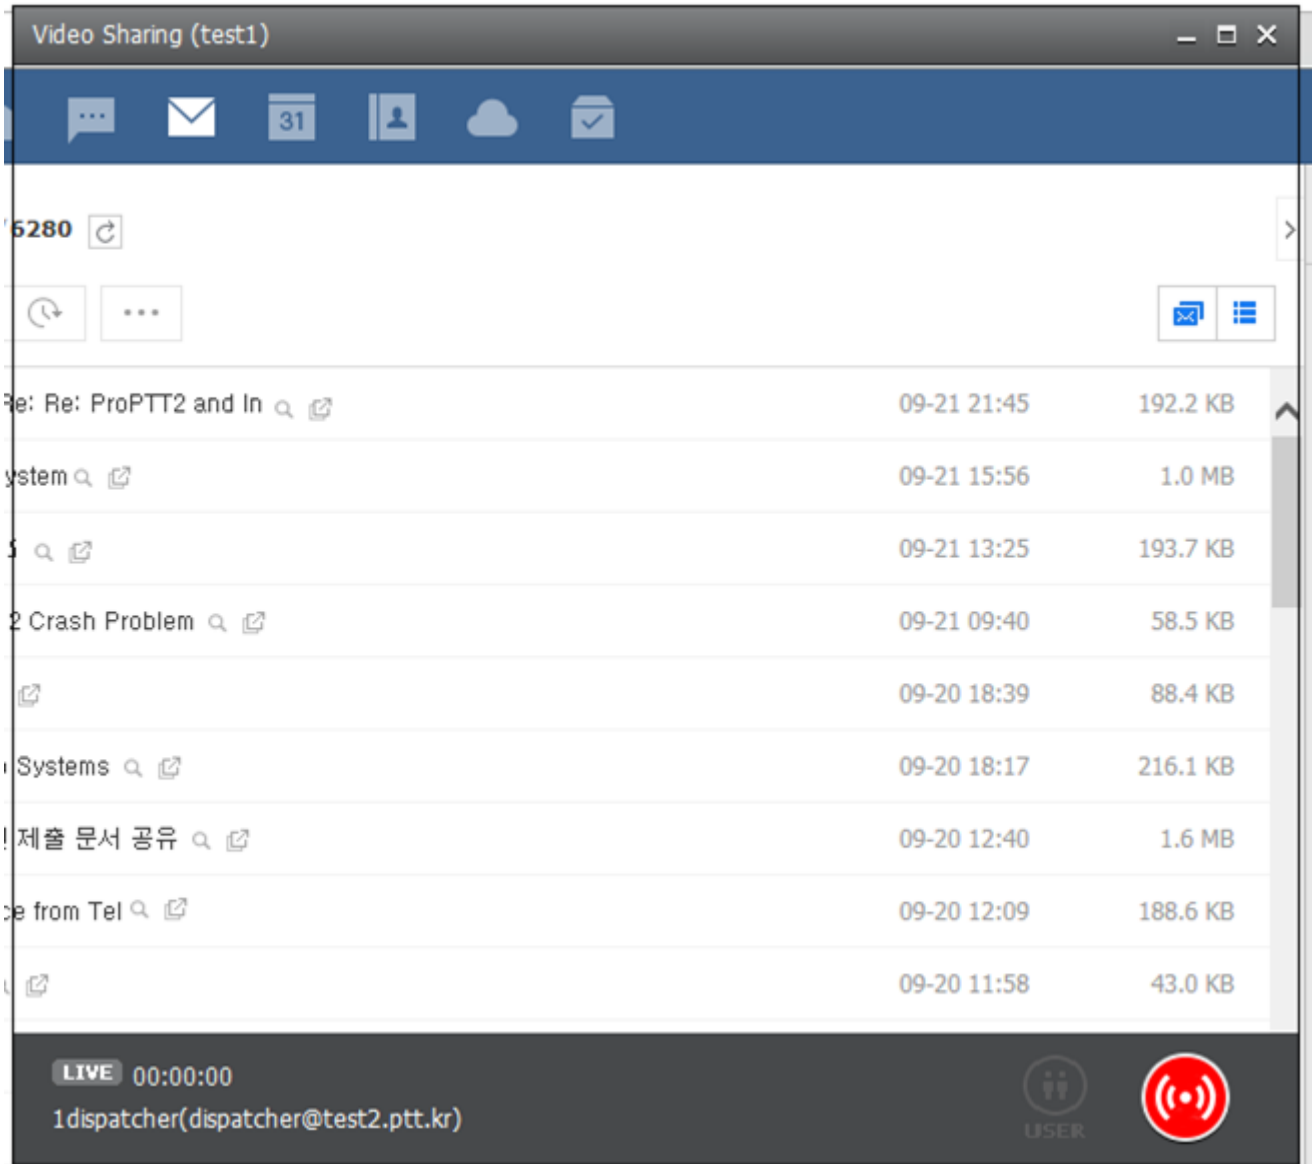 Video Sharing (test1)
31
6280
Re: Re: ProPTT2 and In 09-21 21:45 192.2 KB
ystem 09-21 15:56 1.0 MB
09-21 13:25 193.7 KB
2 Crash Problem 09-21 09:40 58.5 KB
09-20 18:39 88.4 KB
Systems 09-20 18:17 216.1 KB
제출 문서 공유 09-20 12:40 1.6 MB
ce from Tel 09-20 12:09 188.6 KB
09-20 11:58 43.0 KB
LIVE 00:00:00
1dispatcher(dispatcher@test2.ptt.kr)
USER